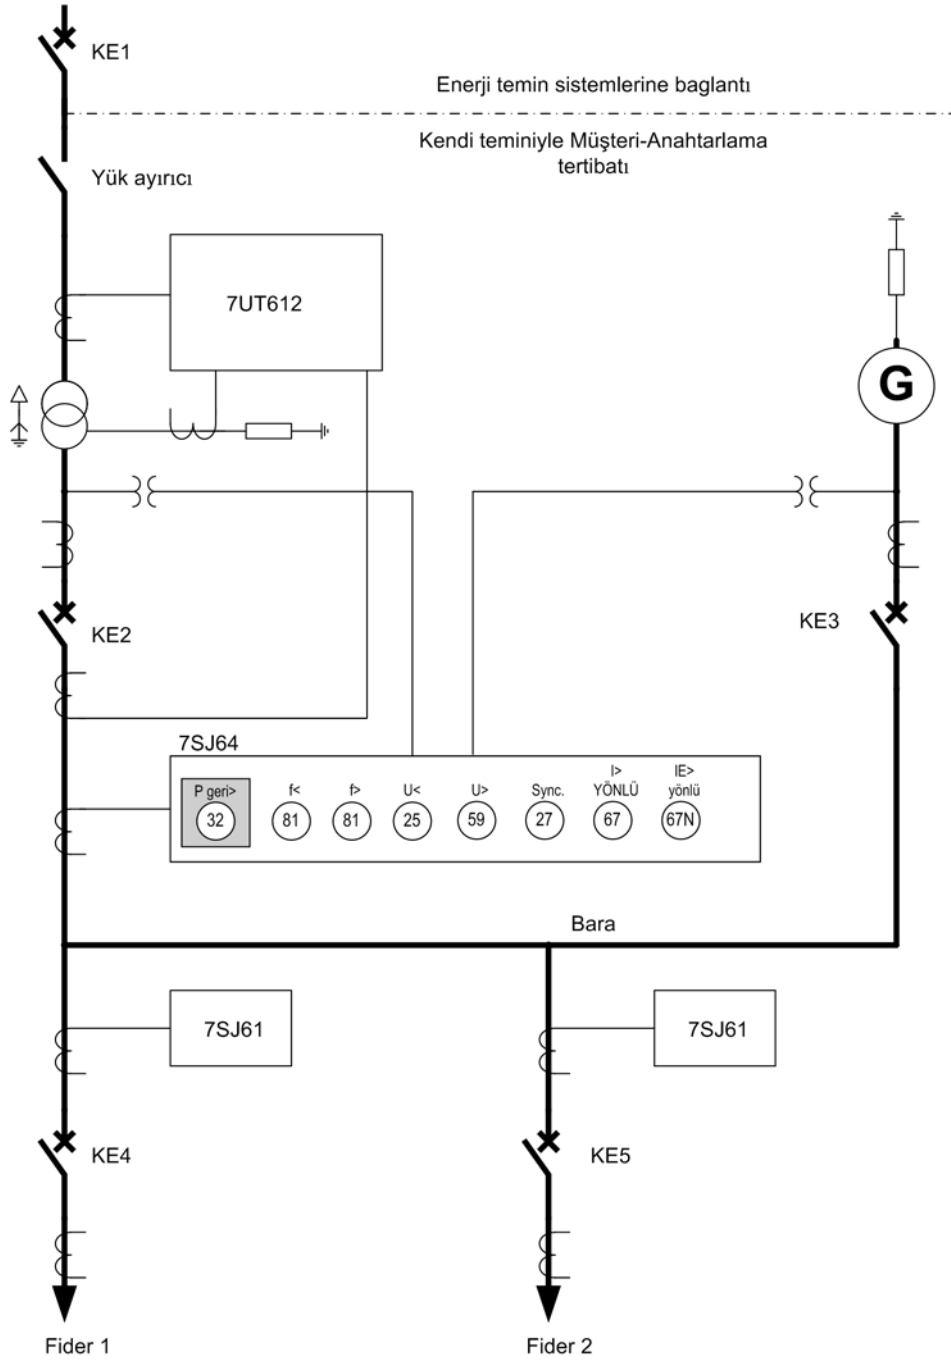 KE1
Enerji temin sistemlerine baglantı
Kendi teminiyle Müşteri-Anahtarlama
tertibatı
Yük ayırıcı
7UT612
G
KE2
KE3
7SJ64
P geri>
32
f<
81
f>
81
U<
25
U>
59
Sync.
27
I>
YÖNLÜ
67
IE>
yönlü
67N
Bara
7SJ61
7SJ61
KE4
KE5
Fider 1
Fider 2